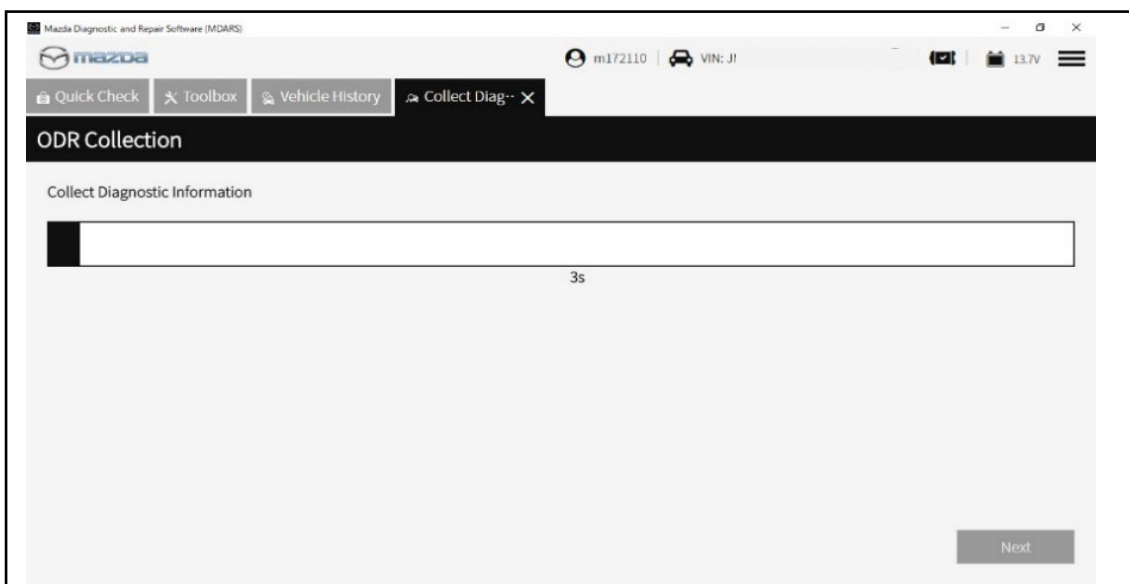 Mazda Diagnostic and Repair Software (MDARS)
mazda m172110 VIN: J 13.7V
Quick Check Toolbox Vehicle History Collect Diag··
ODR Collection
Collect Diagnostic Information
3s
Next